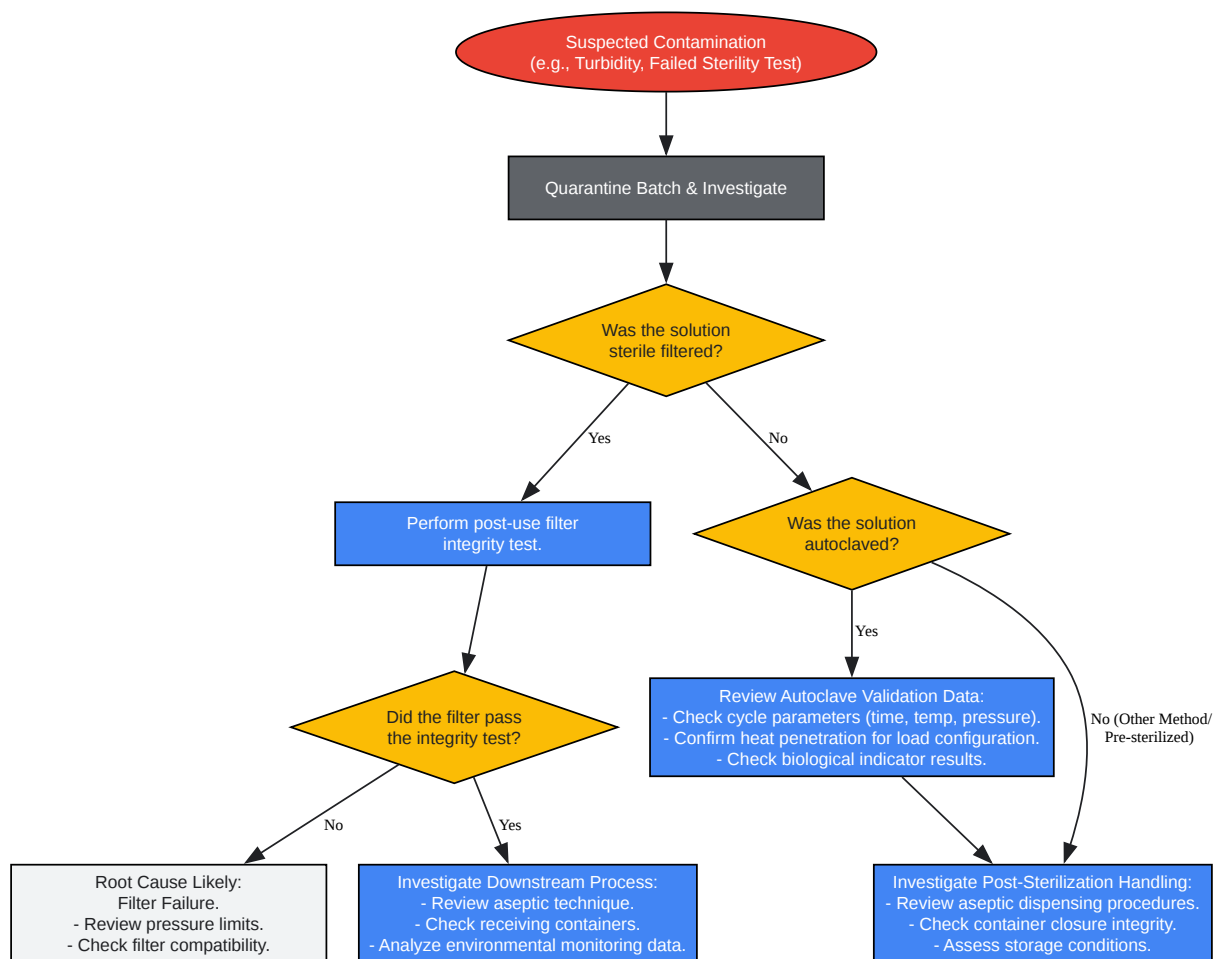 Suspected Contamination
(e.g., Turbidity, Failed Sterility Test)
Quarantine Batch & Investigate
Was the solution
sterile filtered?
Yes
No
Perform post-use filter
integrity test.
Was the solution
autoclaved?
Yes
No (Other Method/
Pre-sterilized)
Did the filter pass
the integrity test?
Review Autoclave Validation Data:
- Check cycle parameters (time, temp, pressure).
- Confirm heat penetration for load configuration.
- Check biological indicator results.
No
Yes
Root Cause Likely:
Filter Failure.
- Review pressure limits.
- Check filter compatibility.
Investigate Downstream Process:
- Review aseptic technique.
- Check receiving containers.
- Analyze environmental monitoring data.
Investigate Post-Sterilization Handling:
- Review aseptic dispensing procedures.
- Check container closure integrity.
- Assess storage conditions.